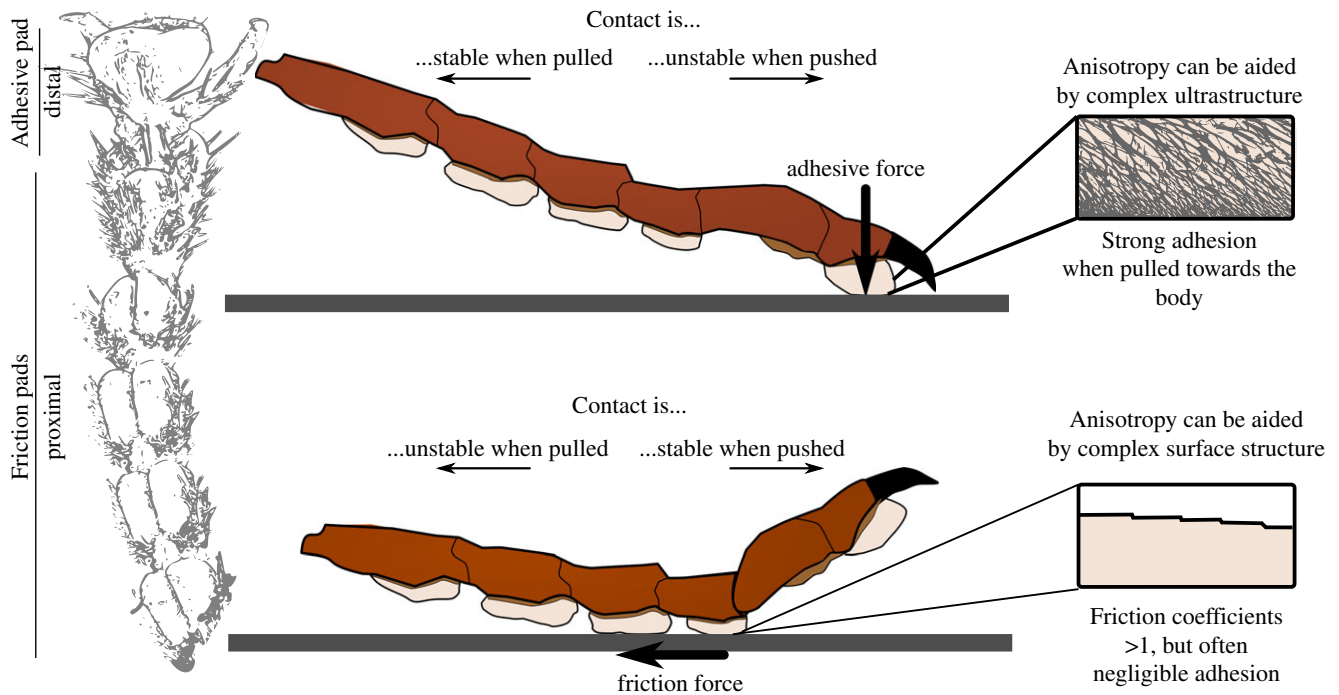 Adhesive pad
distal
Friction pads
proximal
Contact is...
...stable when pulled
...unstable when pushed
adhesive force
Anisotropy can be aided
by complex ultrastructure
Strong adhesion
when pulled towards the
body
Contact is...
...unstable when pulled
...stable when pushed
friction force
Anisotropy can be aided
by complex surface structure
Friction coefficients
>1, but often
negligible adhesion